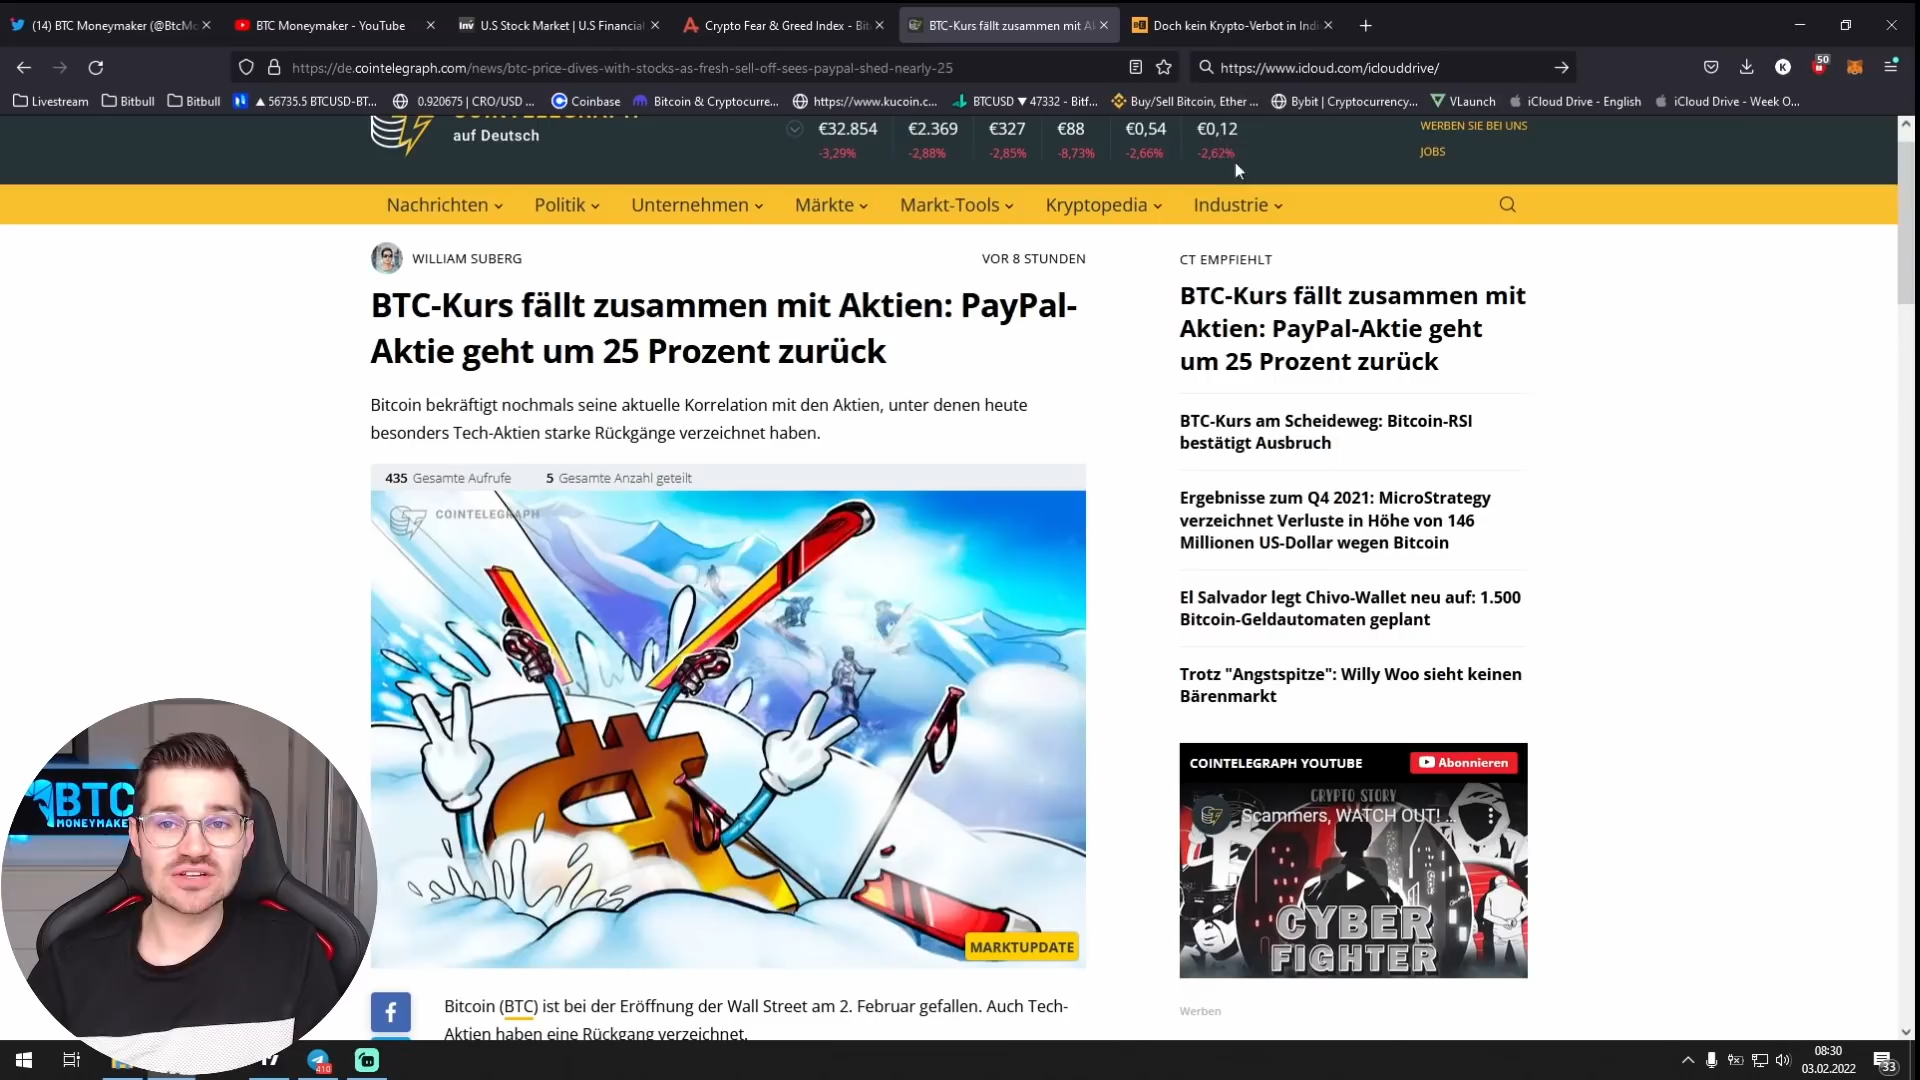 (14) BTC Moneymaker (@BtcMo
BTC Moneymaker - YouTube
U.S Stock Market | U.S Financial
Crypto Fear & Greed Index - Bit
BTC-Kurs fällt zusammen mit A
Doch kein Krypto-Verbot in Indi
https://de.cointelegraph.com/news/btc-price-dives-with-stocks-as-fresh-sell-off-sees-paypal-shed-nearly-25
https://www.icloud.com/iclouddrive/
50
Livestream
Bitbull
Bitbull
▲ 56735.5 BTCUSD-BT...
0.920675 | CRO/USD ...
Coinbase
Bitcoin & Cryptocurre...
https://www.kucoin.c...
BTCUSD ▼ 47332 - Bitf...
Buy/Sell Bitcoin, Ether ...
Bybit | Cryptocurrency...
VLaunch
iCloud Drive - English
iCloud Drive - Week O...
COINTELEGRAPH
auf Deutsch
€32.854 €2.369 €327 €88 €0,54 €0,12
-3,29% -2,88% -2,85% -8,73% -2,66% -2,62%
WERBEN SIE BEI UNS
JOBS
Nachrichten Politik Unternehmen Märkte Markt-Tools Kryptopedia Industrie
WILLIAM SUBERG
VOR 8 STUNDEN
BTC-Kurs fällt zusammen mit Aktien: PayPal-
Aktie geht um 25 Prozent zurück
Bitcoin bekräftigt nochmals seine aktuelle Korrelation mit den Aktien, unter denen heute
besonders Tech-Aktien starke Rückgänge verzeichnet haben.
435 Gesamte Aufrufe 5 Gesamte Anzahl geteilt
COINTELEGRAPH
MARKTUPDATE
Bitcoin (BTC) ist bei der Eröffnung der Wall Street am 2. Februar gefallen. Auch Tech-
Aktien haben eine Rückgang verzeichnet.
CT EMPFIEHLT
BTC-Kurs fällt zusammen mit
Aktien: PayPal-Aktie geht
um 25 Prozent zurück
BTC-Kurs am Scheideweg: Bitcoin-RSI
bestätigt Ausbruch
Ergebnisse zum Q4 2021: MicroStrategy
verzeichnet Verluste in Höhe von 146
Millionen US-Dollar wegen Bitcoin
El Salvador legt Chivo-Wallet neu auf: 1.500
Bitcoin-Geldautomaten geplant
Trotz "Angstspitze": Willy Woo sieht keinen
Bärenmarkt
COINTELEGRAPH YOUTUBE
Abonnieren
CRYPTO STORY
Scammers, WATCH OUT! ...
CYBER
FIGHTER
Werben
BTC
MONEYMAKE
410
08:30
03.02.2022
33